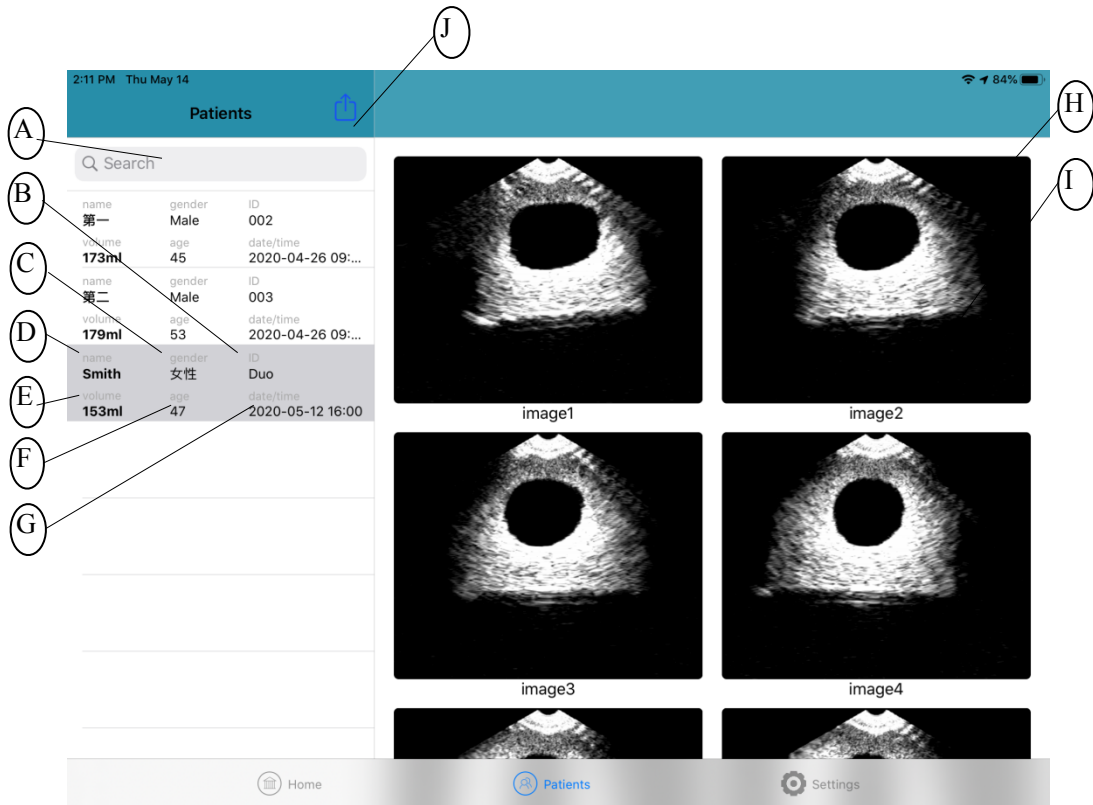 J
2:11 PM Thu May 14
84%
Patients
H
A
Search
I
B
name gender ID
第一 Male 002
volume age date/time
173ml 45 2020-04-26 09:...
C
name gender ID
第二 Male 003
volume age date/time
179ml 53 2020-04-26 09:...
D
name gender ID
Smith 女性 Duo
E
volume age date/time
153ml 47 2020-05-12 16:00
image1 image2
F
G
image3 image4
Home Patients Settings